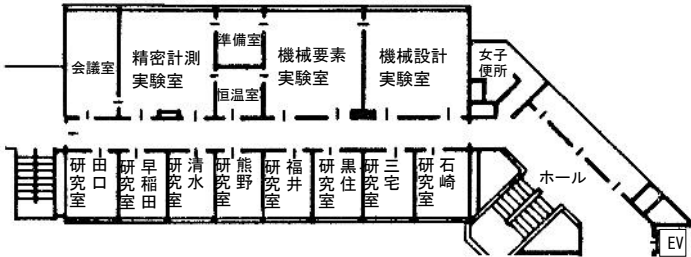 会議室
精密計測
実験室
準備室
恒温室
機械要素
実験室
機械設計
実験室
女子
便所
田口
研究室
早稲田
研究室
清水
研究室
熊野
研究室
福井
研究室
黒住
研究室
三宅
研究室
石崎
研究室
ホール
EV